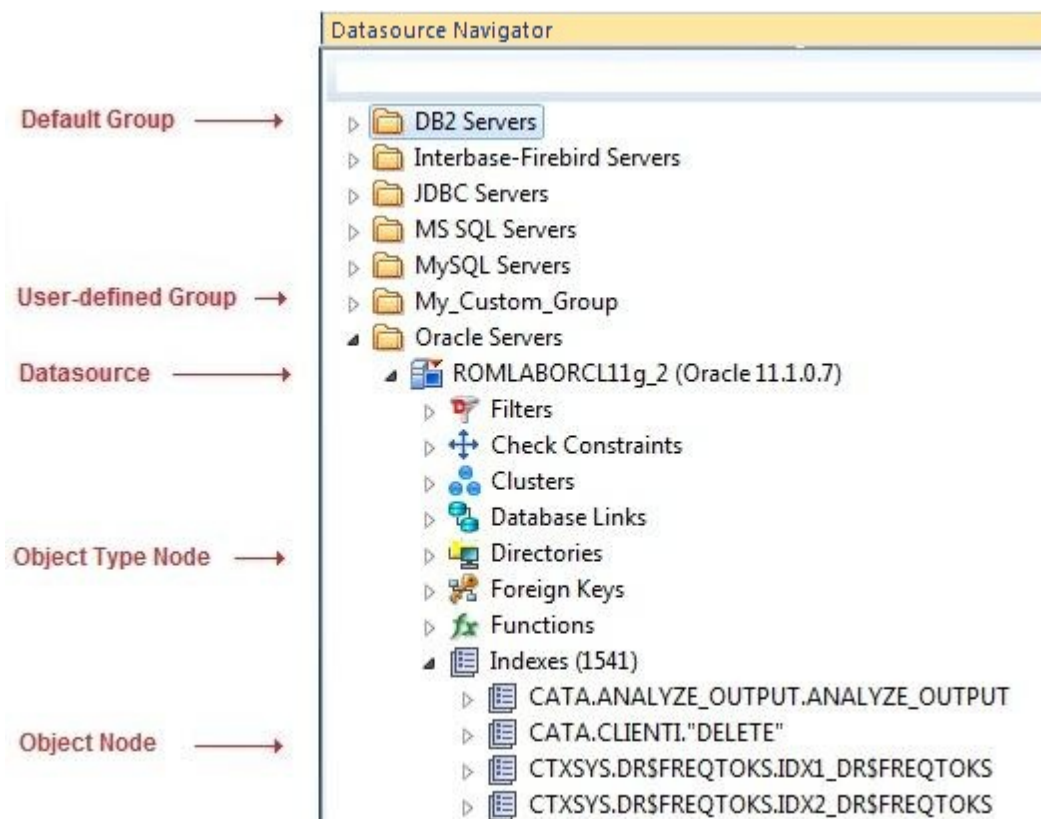 Datasource Navigator
Default Group
DB2 Servers
Interbase-Firebird Servers
JDBC Servers
MS SQL Servers
MySQL Servers
User-defined Group
My_Custom_Group
Oracle Servers
Datasource
ROMLABORCL11g_2 (Oracle 11.1.0.7)
Filters
Check Constraints
Clusters
Database Links
Object Type Node
Directories
Foreign Keys
fx Functions
Indexes (1541)
CATA.ANALYZE_OUTPUT.ANALYZE_OUTPUT
Object Node
CATA.CLIENTI."DELETE"
CTXSYS.DR$FREQTOKS.IDX1_DR$FREQTOKS
CTXSYS.DR$FREQTOKS.IDX2_DR$FREQTOKS